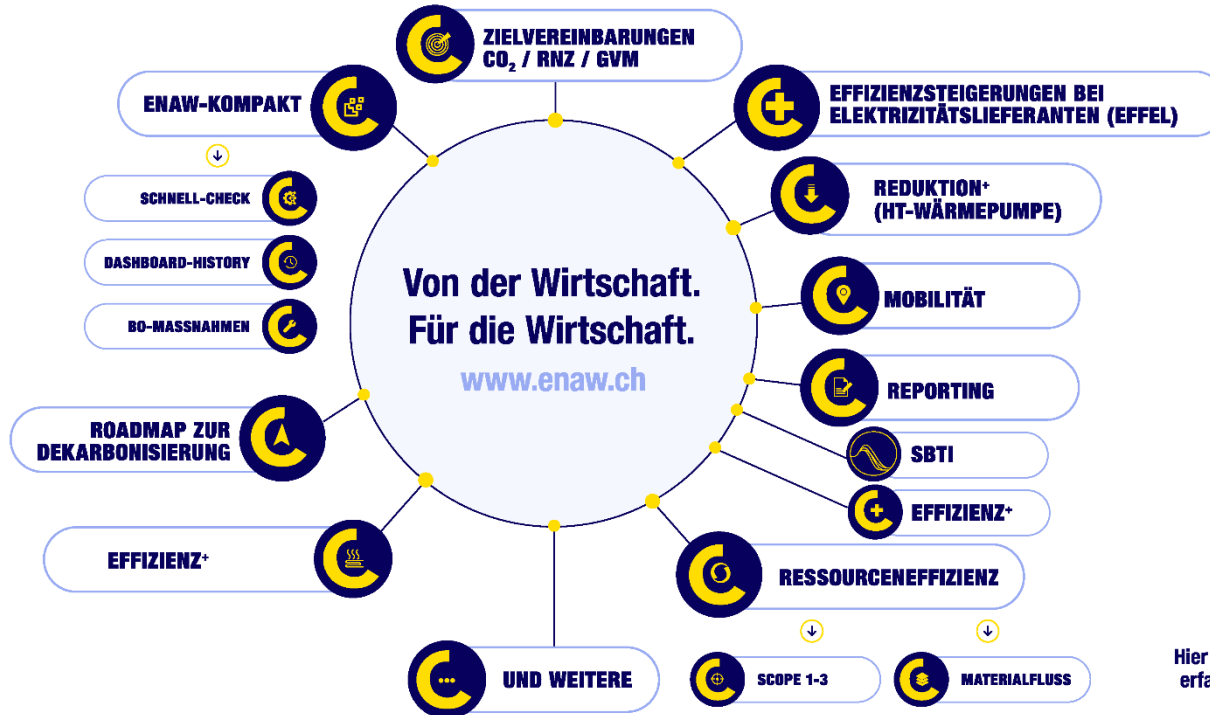 ZIELVEREINBARUNGEN
CO₂ / RNZ / GVM
ENAW-KOMPAKT
SCHNELL-CHECK
DASHBOARD-HISTORY
BO-MASSNAHMEN
EFFIZIENZSTEIGERUNGEN BEI
ELEKTRIZITÄTSLIEFERANTEN (EFFEL)
REDUKTION⁺
(HT-WÄRMEPUMPE)
MOBILITÄT
REPORTING
SBTI
EFFIZIENZ⁺
Von der Wirtschaft.
Für die Wirtschaft.
www.enaw.ch
ROADMAP ZUR
DEKARBONISIERUNG
EFFIZIENZ⁺
RESSOURCENEFFIZIENZ
SCOPE 1-3
MATERIALFLUSS
UND WEITERE
Hier
erfa